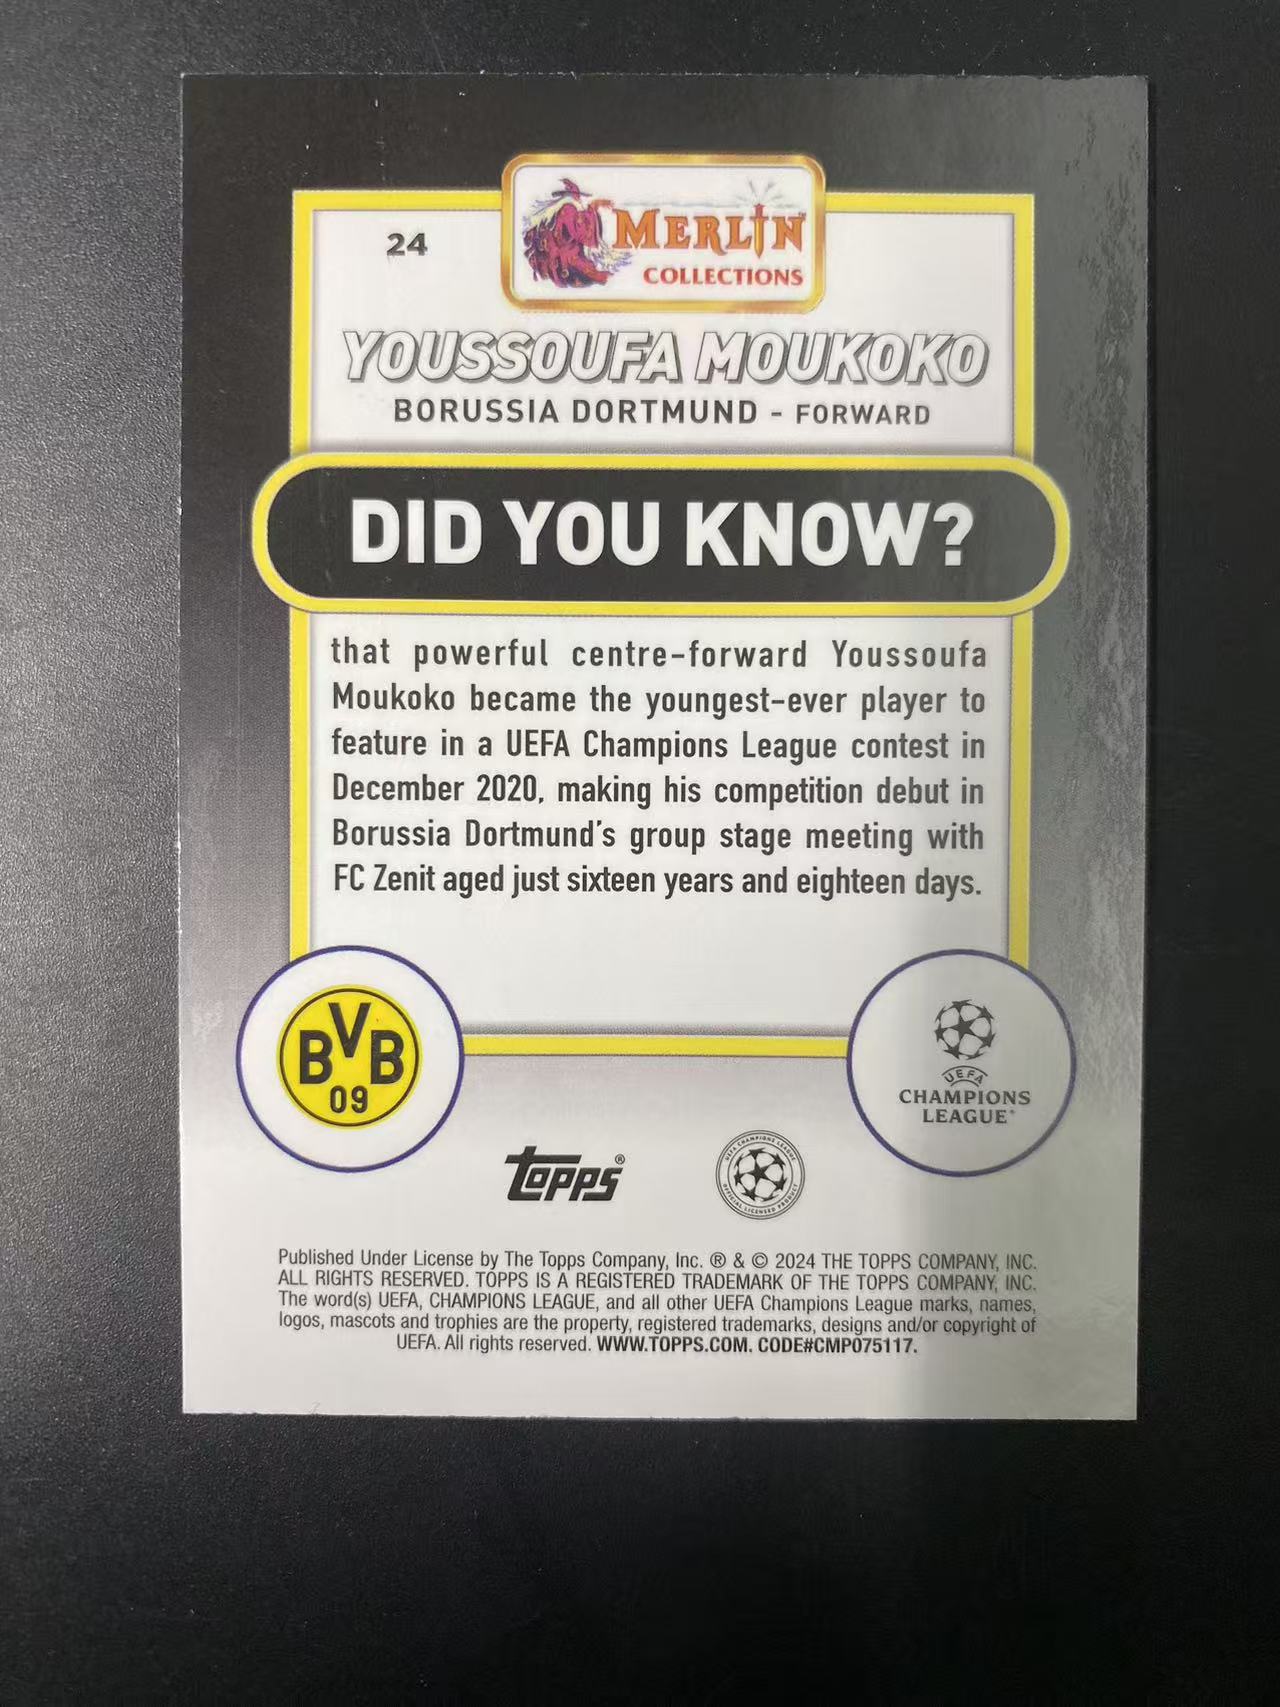 24
MERLIN
COLLECTIONS
YOUSSOUFA MOUKOKO
BORUSSIA DORTMUND - FORWARD
DID YOU KNOW?
that powerful centre-forward Youssoufa
Moukoko became the youngest-ever player to
feature in a UEFA Champions League contest in
December 2020, making his competition debut in
Borussia Dortmund's group stage meeting with
FC Zenit aged just sixteen years and eighteen days.
BVB
09
UEFA
CHAMPIONS
LEAGUE
Topps®
UEFA CHAMPIONS LEAGUE
OFFICIAL LICENSED PRODUCT
Published Under License by The Topps Company, Inc. ® & © 2024 THE TOPPS COMPANY, INC.
ALL RIGHTS RESERVED. TOPPS IS A REGISTERED TRADEMARK OF THE TOPPS COMPANY, INC.
The word(s) UEFA, CHAMPIONS LEAGUE, and all other UEFA Champions League marks, names,
logos, mascots and trophies are the property, registered trademarks, designs and/or copyright of
UEFA. All rights reserved. WWW.TOPPS.COM. CODE#CMP075117.